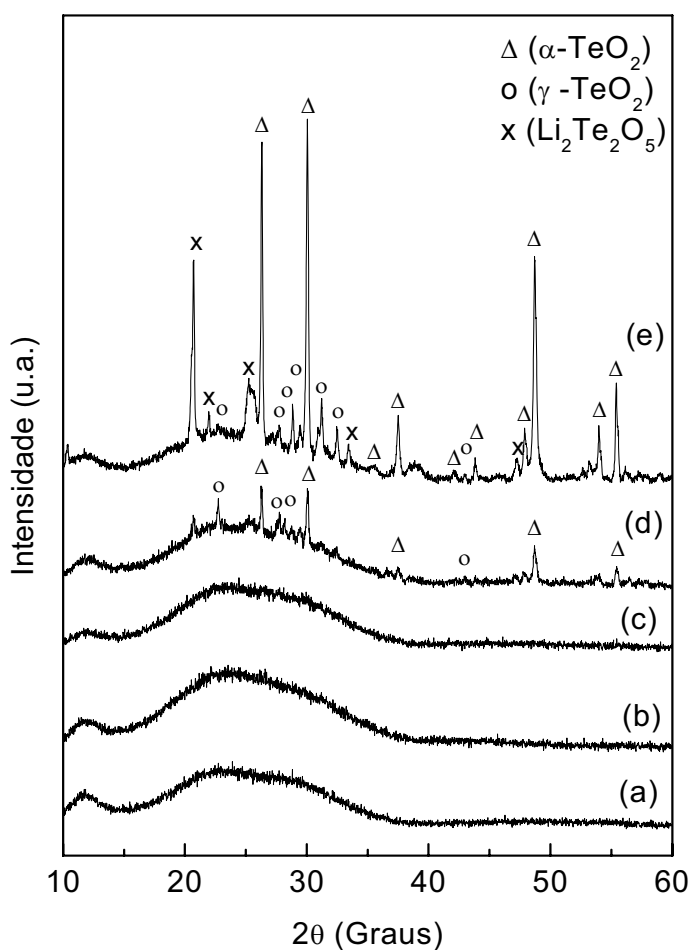 Δ (α-TeO2)
o (γ -TeO2)
x (Li2Te2O5)
Δ
Δ
x
Δ
(e)
Δ
x
x
o
o
o
o
o
o
x
Δ
Δ
Δ
o
Δ
Δ
x
Δ
(d)
o
Δ
o
o
Δ
Δ
o
Δ
Δ
(c)
(b)
(a)
Intensidade (u.a.)
10 20 30 40 50 60
2θ (Graus)